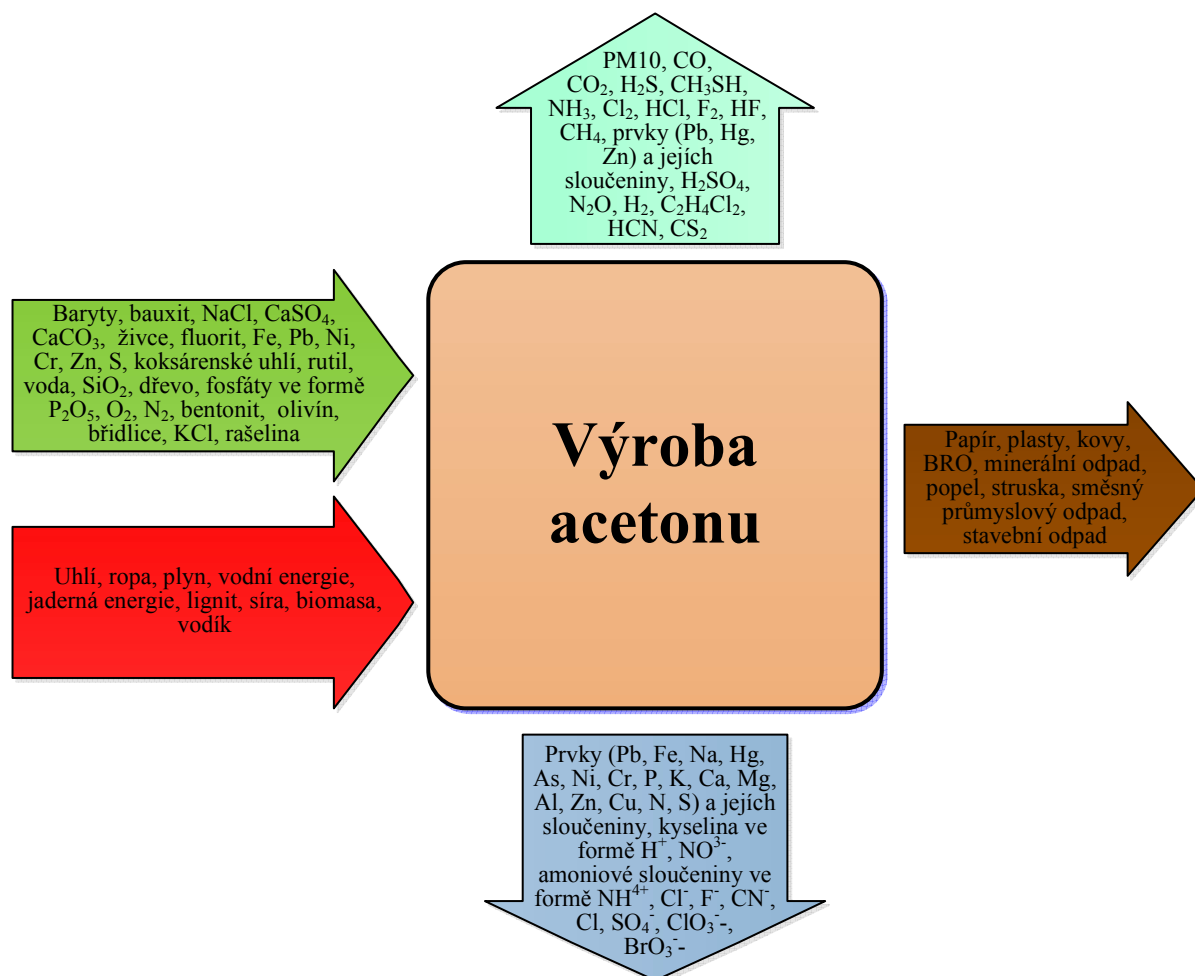 PM10, CO,
CO₂, H₂S, CH₃SH,
NH₃, Cl₂, HCl, F₂, HF,
CH₄, prvky (Pb, Hg,
Zn) a jejích
sloučeniny, H₂SO₄,
N₂O, H₂, C₂H₄Cl₂,
HCN, CS₂
Baryty, bauxit, NaCl, CaSO₄,
CaCO₃, živce, fluorit, Fe, Pb, Ni,
Cr, Zn, S, koksárenské uhlí, rutil,
voda, SiO₂, dřevo, fosfáty ve formě
P₂O₅, O₂, N₂, bentonit, olivín,
břidlice, KCl, rašelina
Uhlí, ropa, plyn, vodní energie,
jaderná energie, lignit, síra, biomasa,
vodík
Výroba
acetonu
Papír, plasty, kovy,
BRO, minerální odpad,
popel, struska, směsný
průmyslový odpad,
stavební odpad
Prvky (Pb, Fe, Na, Hg,
As, Ni, Cr, P, K, Ca, Mg,
Al, Zn, Cu, N, S) a jejích
sloučeniny, kyselina ve
formě H⁺, NO³⁻,
amoniové sloučeniny ve
formě NH⁴⁺, Cl⁻, F⁻, CN⁻,
Cl, SO₄⁻, ClO₃⁻-,
BrO₃⁻-